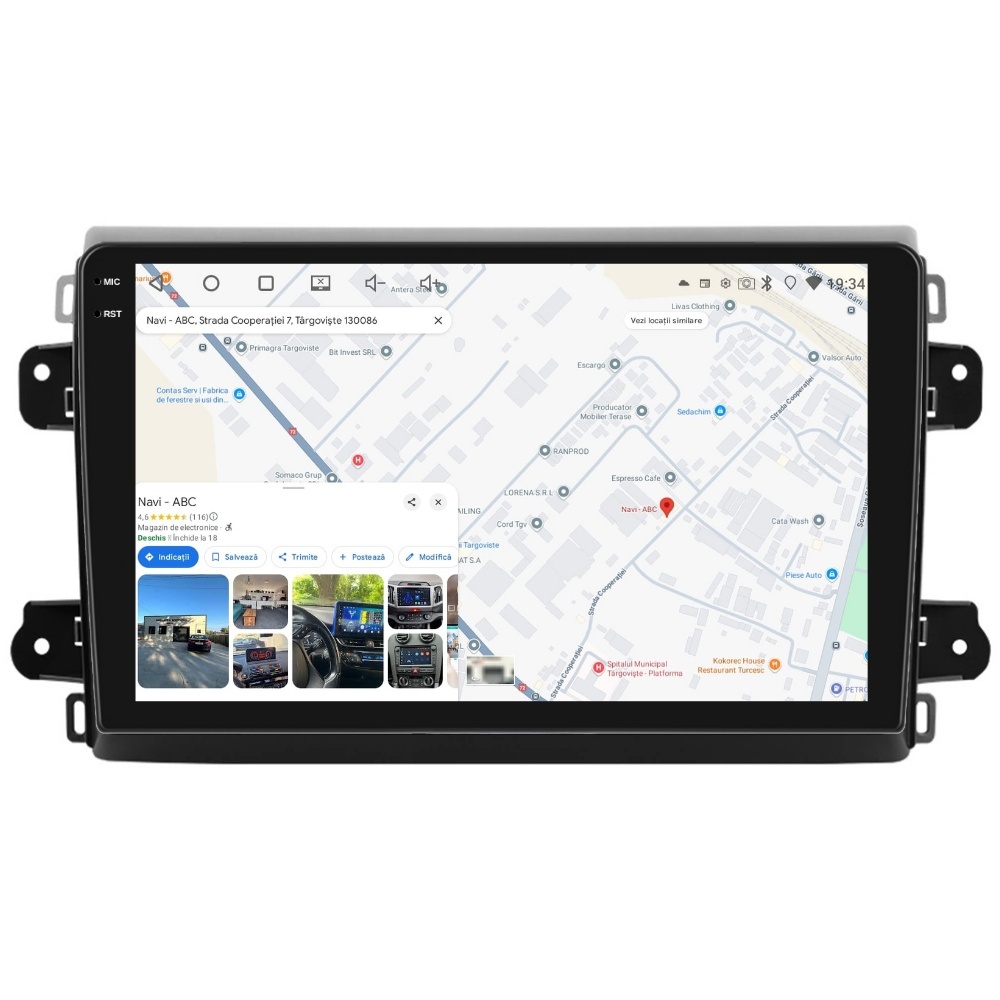 MIC
RST
Antera Steel
19:34
Navi - ABC, Strada Cooperației 7, Târgoviște 130086
Vezi locații similare
Livas Clothing
Primagra Targoviste
Bit Invest SRL
Valsor Auto
Escargo
Contas Serv | Fabrica
de ferestre si usi din...
Producator
Mobilier Terase
Sedachim
Strada Cooperației
RANPROD
Somaco Grup
Espresso Cafe
LORENA S.R.L
Navi - ABC
Cord Tgv
Cata Wash
Piese Auto
Navi - ABC
4,6
(116)
Magazin de electronice ·
Deschis
Închide la 18
Indicații
Salvează
Trimite
Postează
Modifică
Strada Cooperației
Strada Cooperației
Spitalul Municipal
Târgoviște - Platforma
Kokorec House
Restaurant Turcesc
72
72
72